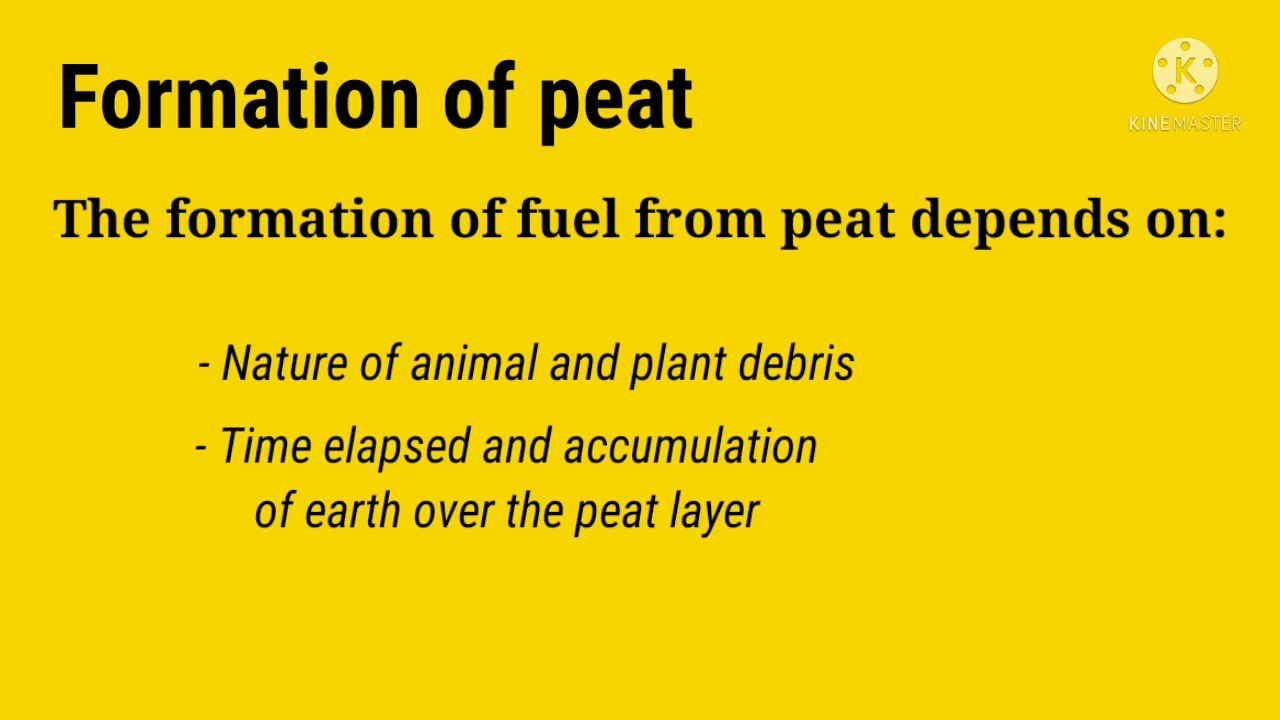 Formation of peat
K
KINEMASTER
The formation of fuel from peat depends on:
- Nature of animal and plant debris
- Time elapsed and accumulation
of earth over the peat layer